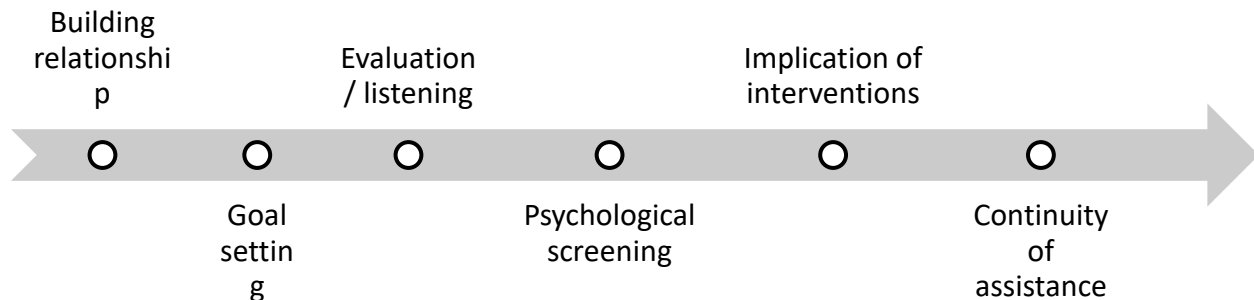 Building
relationshi
p
Goal
settin
g
Evaluation
/ listening
Psychological
screening
Implication of
interventions
Continuity
of
assistance